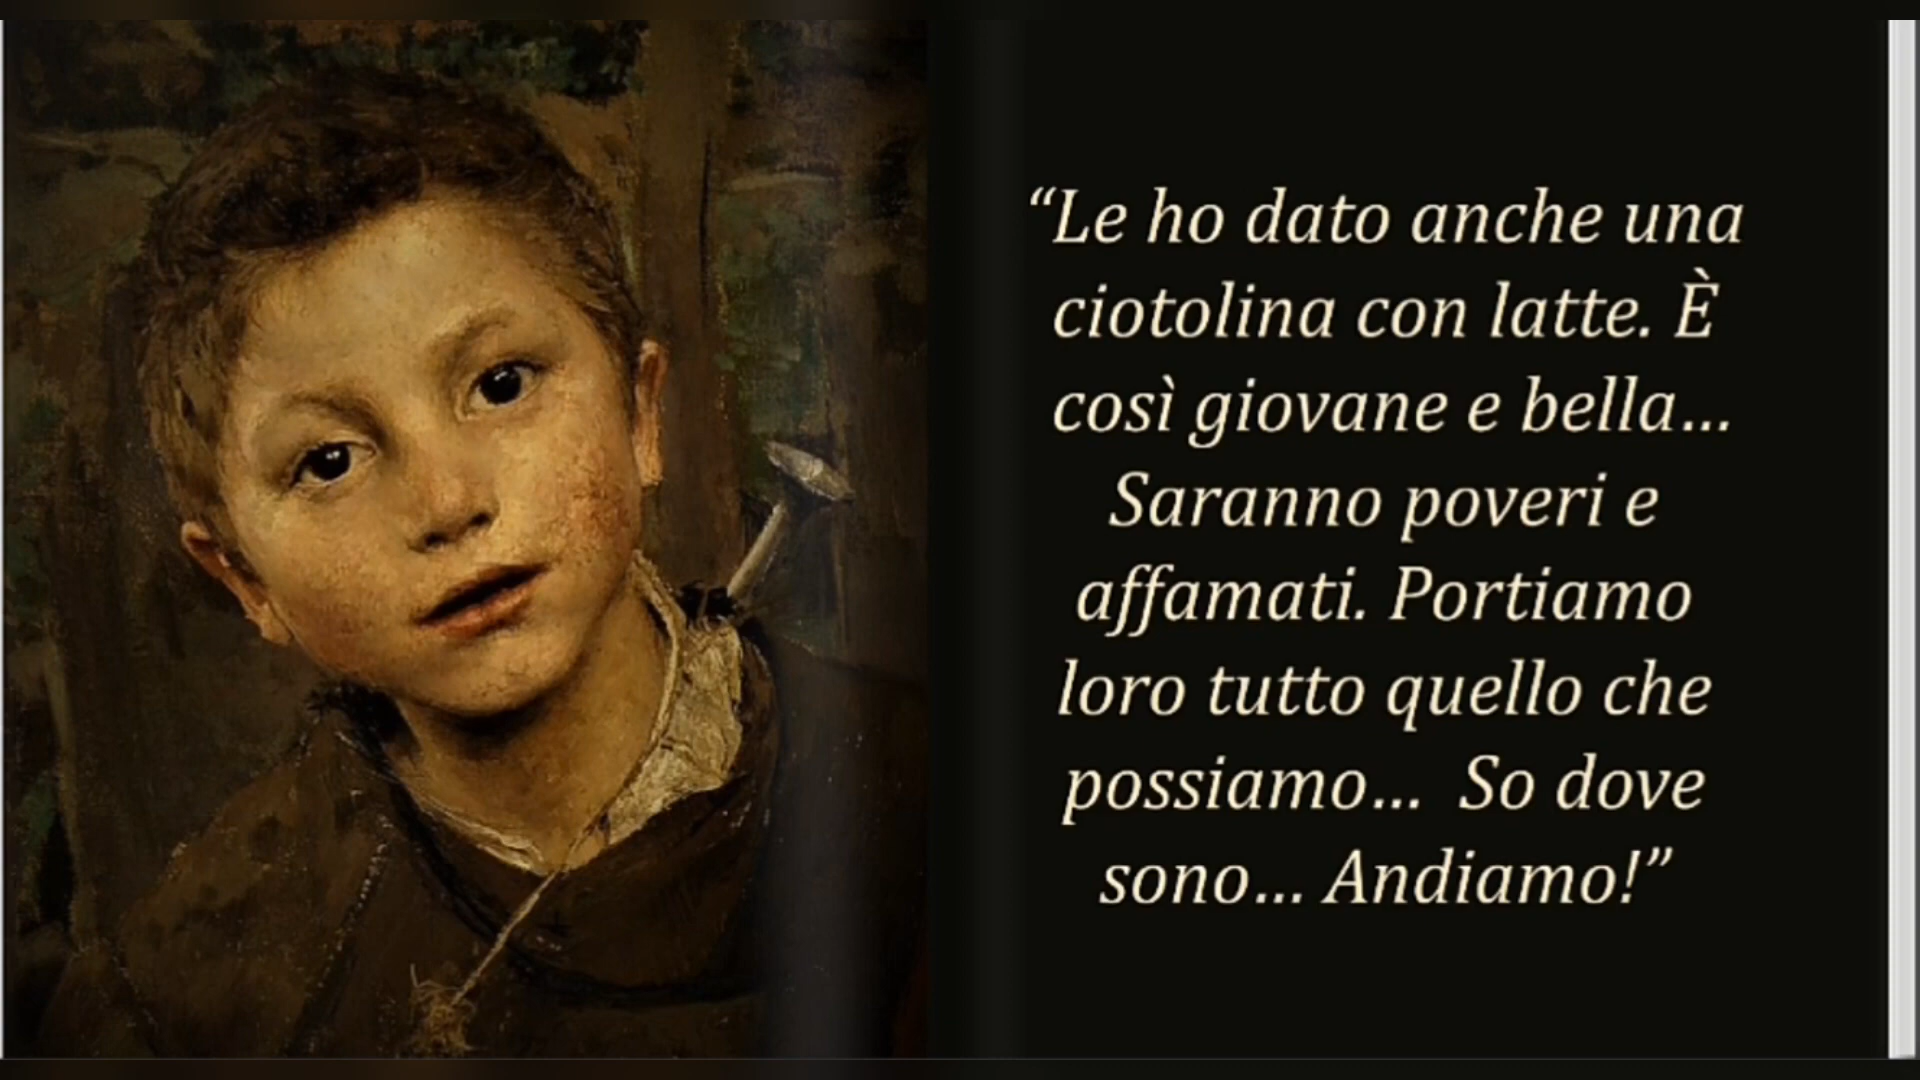 “Le ho dato anche una
ciotolina con latte. È
così giovane e bella...
Saranno poveri e
affamati. Portiamo
loro tutto quello che
possiamo... So dove
sono... Andiamo!”